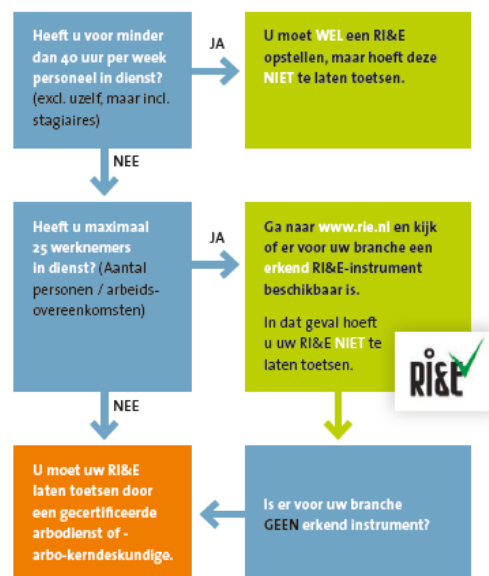 Heeft u voor minder
dan 40 uur per week
personeel in dienst?
(excl. uzelf, maar incl.
stagiaires)
JA
U moet WEL een RI&E
opstellen, maar hoeft deze
NIET te laten toetsen.
NEE
Heeft u maximaal
25 werknemers
in dienst? (Aantal
personen / arbeids-
overeenkomsten)
JA
Ga naar www.rie.nl en kijk
of er voor uw branche een
erkend RI&E-instrument
beschikbaar is.
In dat geval hoeft
u uw RI&E NIET te
laten toetsen.
RI&E
NEE
U moet uw RI&E
laten toetsen door
een gecertificeerde
arbodienst of -
arbo-kerndeskundige.
Is er voor uw branche
GEEN erkend instrument?